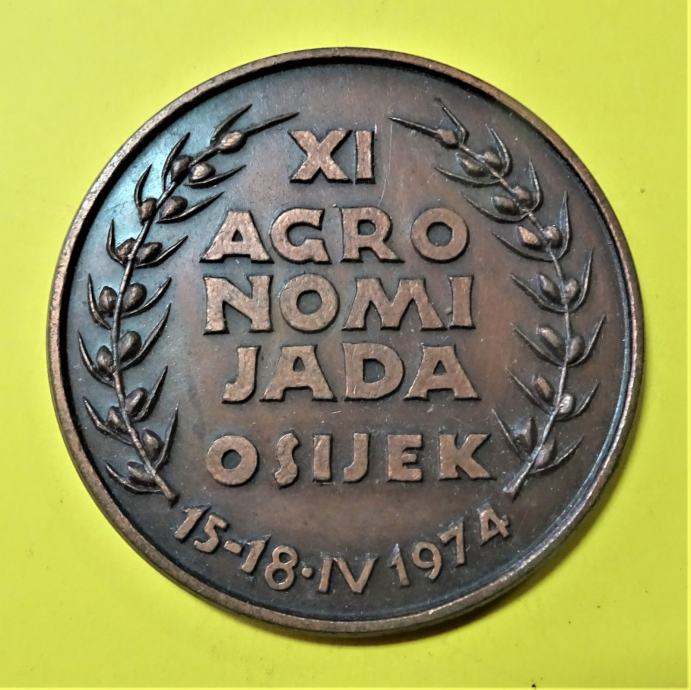 XI
AGRO
NOMI
JADA
OSIJEK
15-18·IV 1974